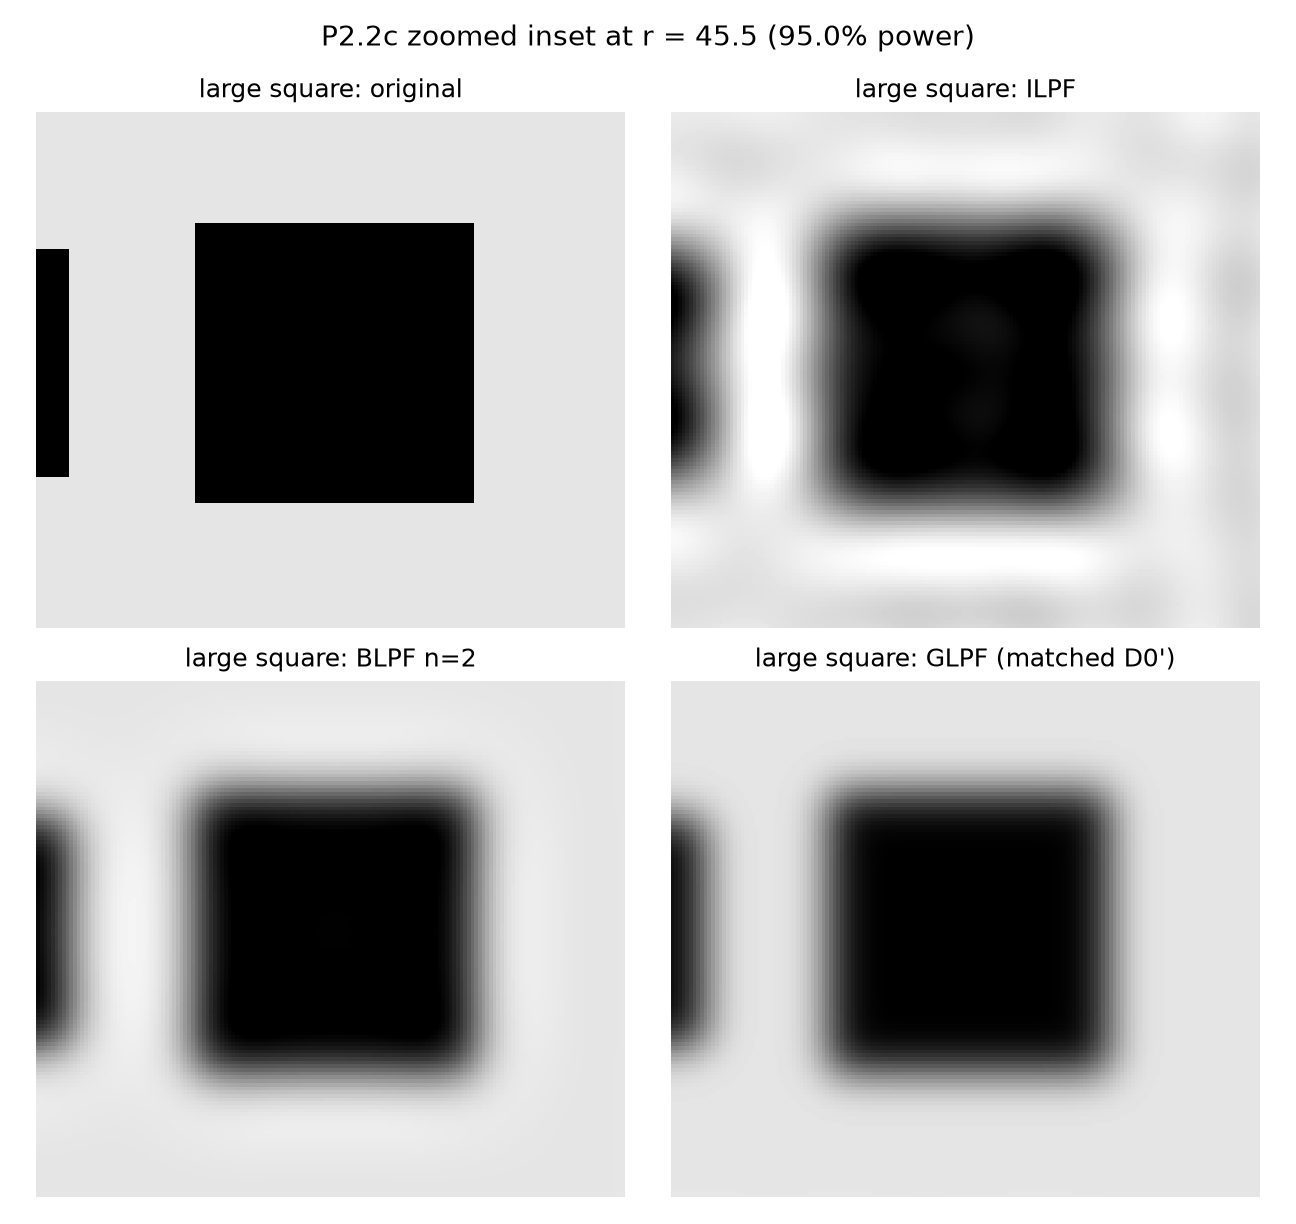 P2.2c zoomed inset at r = 45.5 (95.0% power)
large square: original
large square: ILPF
large square: BLPF n=2
large square: GLPF (matched D0')